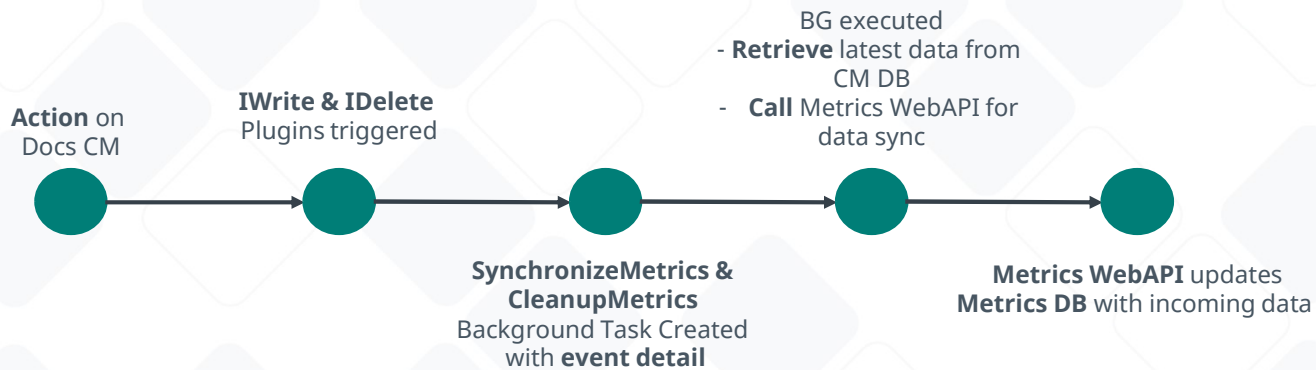 Action on
Docs CM
IWrite & IDelete
Plugins triggered
SynchronizeMetrics &
CleanupMetrics
Background Task Created
with event detail
BG executed
- Retrieve latest data from
CM DB
- Call Metrics WebAPI for
data sync
Metrics WebAPI updates
Metrics DB with incoming data